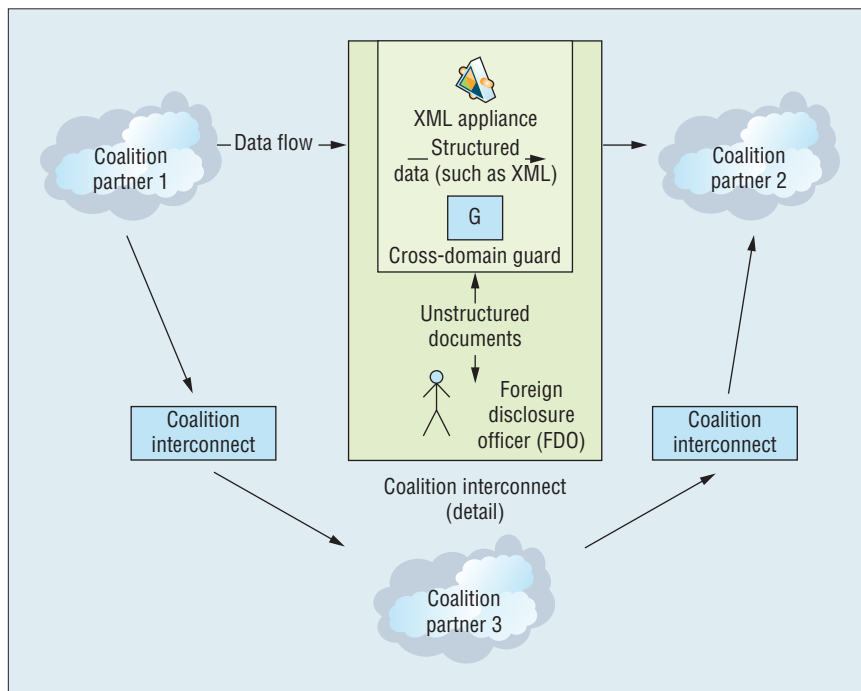 Coalition
partner 1
Data flow
XML appliance
Structured
data (such as XML)
G
Cross-domain guard
Unstructured
documents
Foreign
disclosure
officer (FDO)
Coalition
partner 2
Coalition
interconnect
Coalition interconnect
(detail)
Coalition
interconnect
Coalition
partner 3